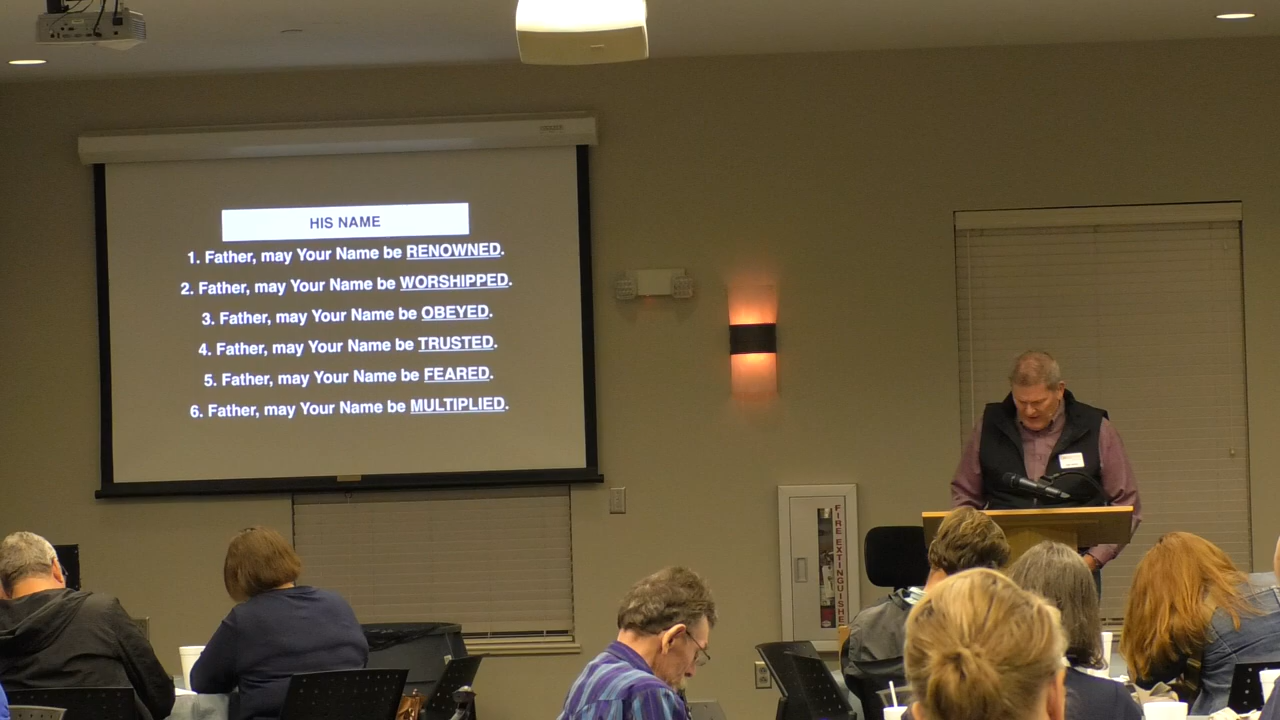 HIS NAME
1. Father, may Your Name be RENOWNED.
2. Father, may Your Name be WORSHIPPED.
3. Father, may Your Name be OBEYED.
4. Father, may Your Name be TRUSTED.
5. Father, may Your Name be FEARED.
6. Father, may Your Name be MULTIPLIED.
FIRE EXTINGUISHE